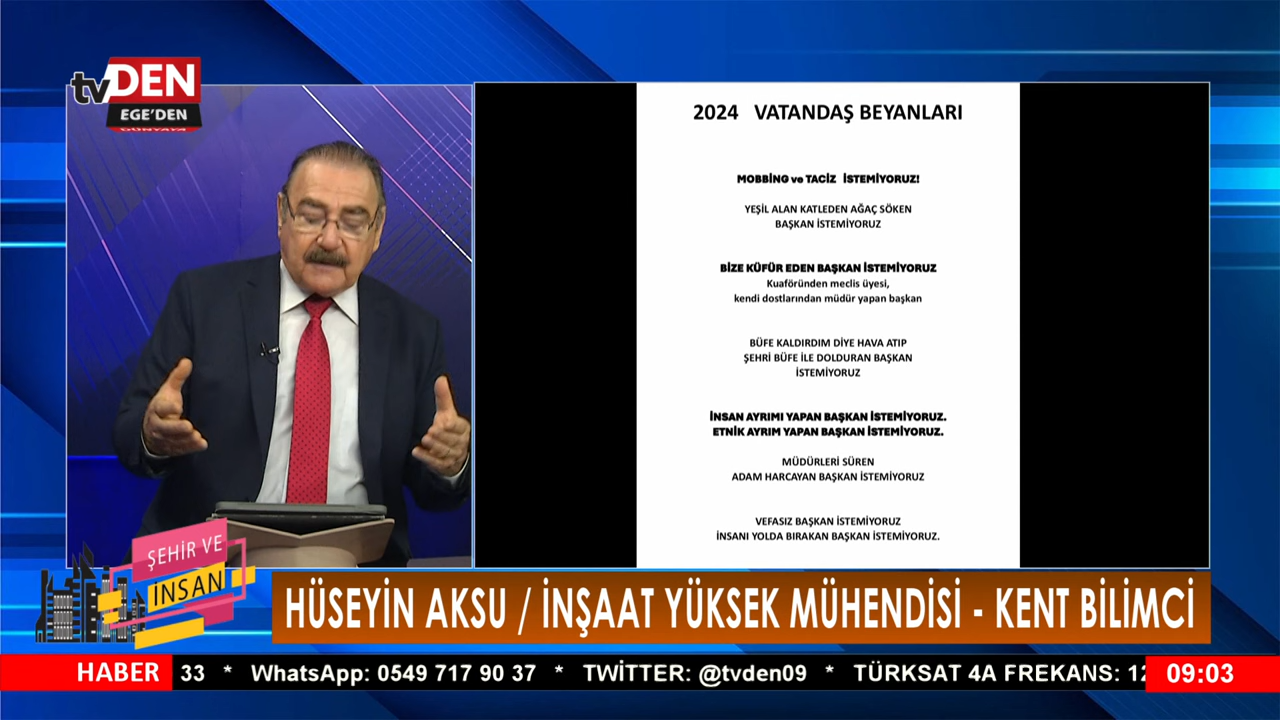 tvDEN
EGE'DEN
DÜNYAYA
2024 VATANDAŞ BEYANLARI
MOBBİNG ve TACİZ İSTEMİYORUZ!
YEŞİL ALAN KATLEDEN AĞAÇ SÖKEN
BAŞKAN İSTEMİYORUZ
BİZE KÜFÜR EDEN BAŞKAN İSTEMİYORUZ
Kuaföründen meclis üyesi,
kendi dostlarından müdür yapan başkan
BÜFE KALDIRDIM DİYE HAVA ATIP
ŞEHRİ BÜFE İLE DOLDURAN BAŞKAN
İSTEMİYORUZ
İNSAN AYRIMI YAPAN BAŞKAN İSTEMİYORUZ.
ETNİK AYRIM YAPAN BAŞKAN İSTEMİYORUZ.
MÜDÜRLERİ SÜREN
ADAM HARCAYAN BAŞKAN İSTEMİYORUZ
VEFASIZ BAŞKAN İSTEMİYORUZ
İNSANI YOLDA BIRAKAN BAŞKAN İSTEMİYORUZ.
ŞEHİR VE
İNSAN
HÜSEYİN AKSU / İNŞAAT YÜKSEK MÜHENDİSİ - KENT BİLİMCİ
HABER 33 * WhatsApp: 0549 717 90 37 * TWİTTER: @tvden09 * TÜRKSAT 4A FREKANS: 12 09:03